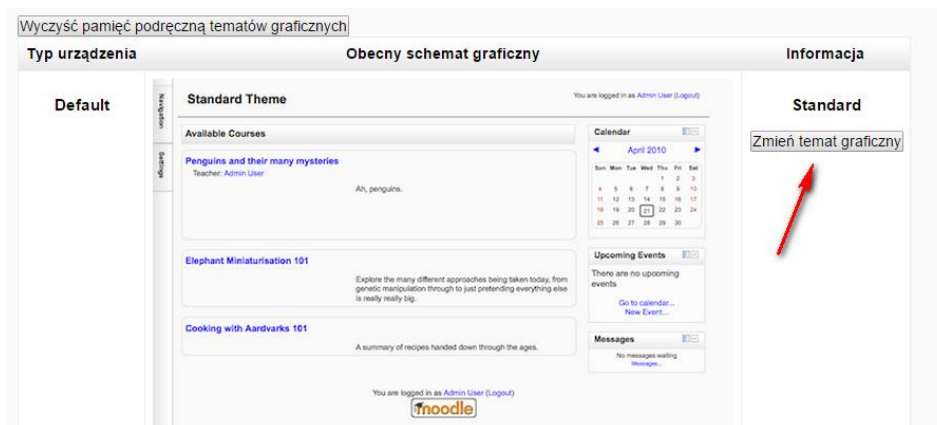 Wyczyść pamięć podręczną tematów graficznych
Typ urządzenia
Obecny schemat graficzny
Informacja
Default
Navigation
Settings
Standard Theme
You are logged in as Admin User (Logout)
Available Courses
Penguins and their many mysteries
Teacher: Admin User
Ah, penguins.
Elephant Miniaturisation 101
Explore the many different approaches being taken today, from
genetic manipulation through to just pretending everything else
is really really big.
Cooking with Aardvarks 101
A summary of recipes handed down through the ages.
Calendar
April 2010
Sun Mon Tue Wed Thu Fri Sat
1 2 3
4 5 6 7 8 9 10
11 12 13 14 15 16 17
18 19 20 21 22 23 24
25 26 27 28 29 30
Upcoming Events
There are no upcoming
events
Go to calendar...
New Event...
Messages
No messages waiting
Messages...
You are logged in as Admin User (Logout)
moodle
Standard
Zmień temat graficzny